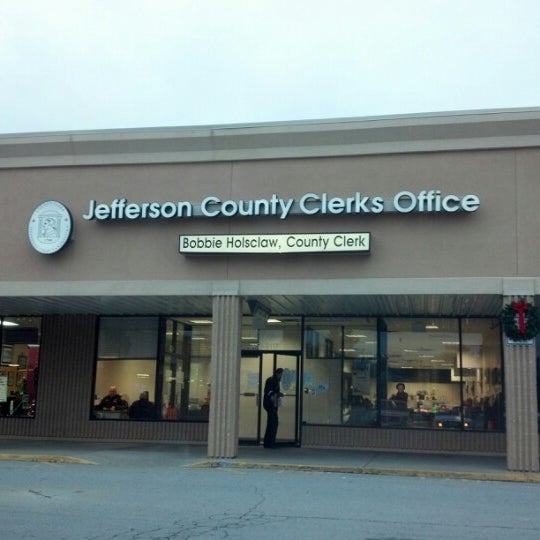 Jefferson County Clerks Office
Bobbie Holsclaw, County Clerk